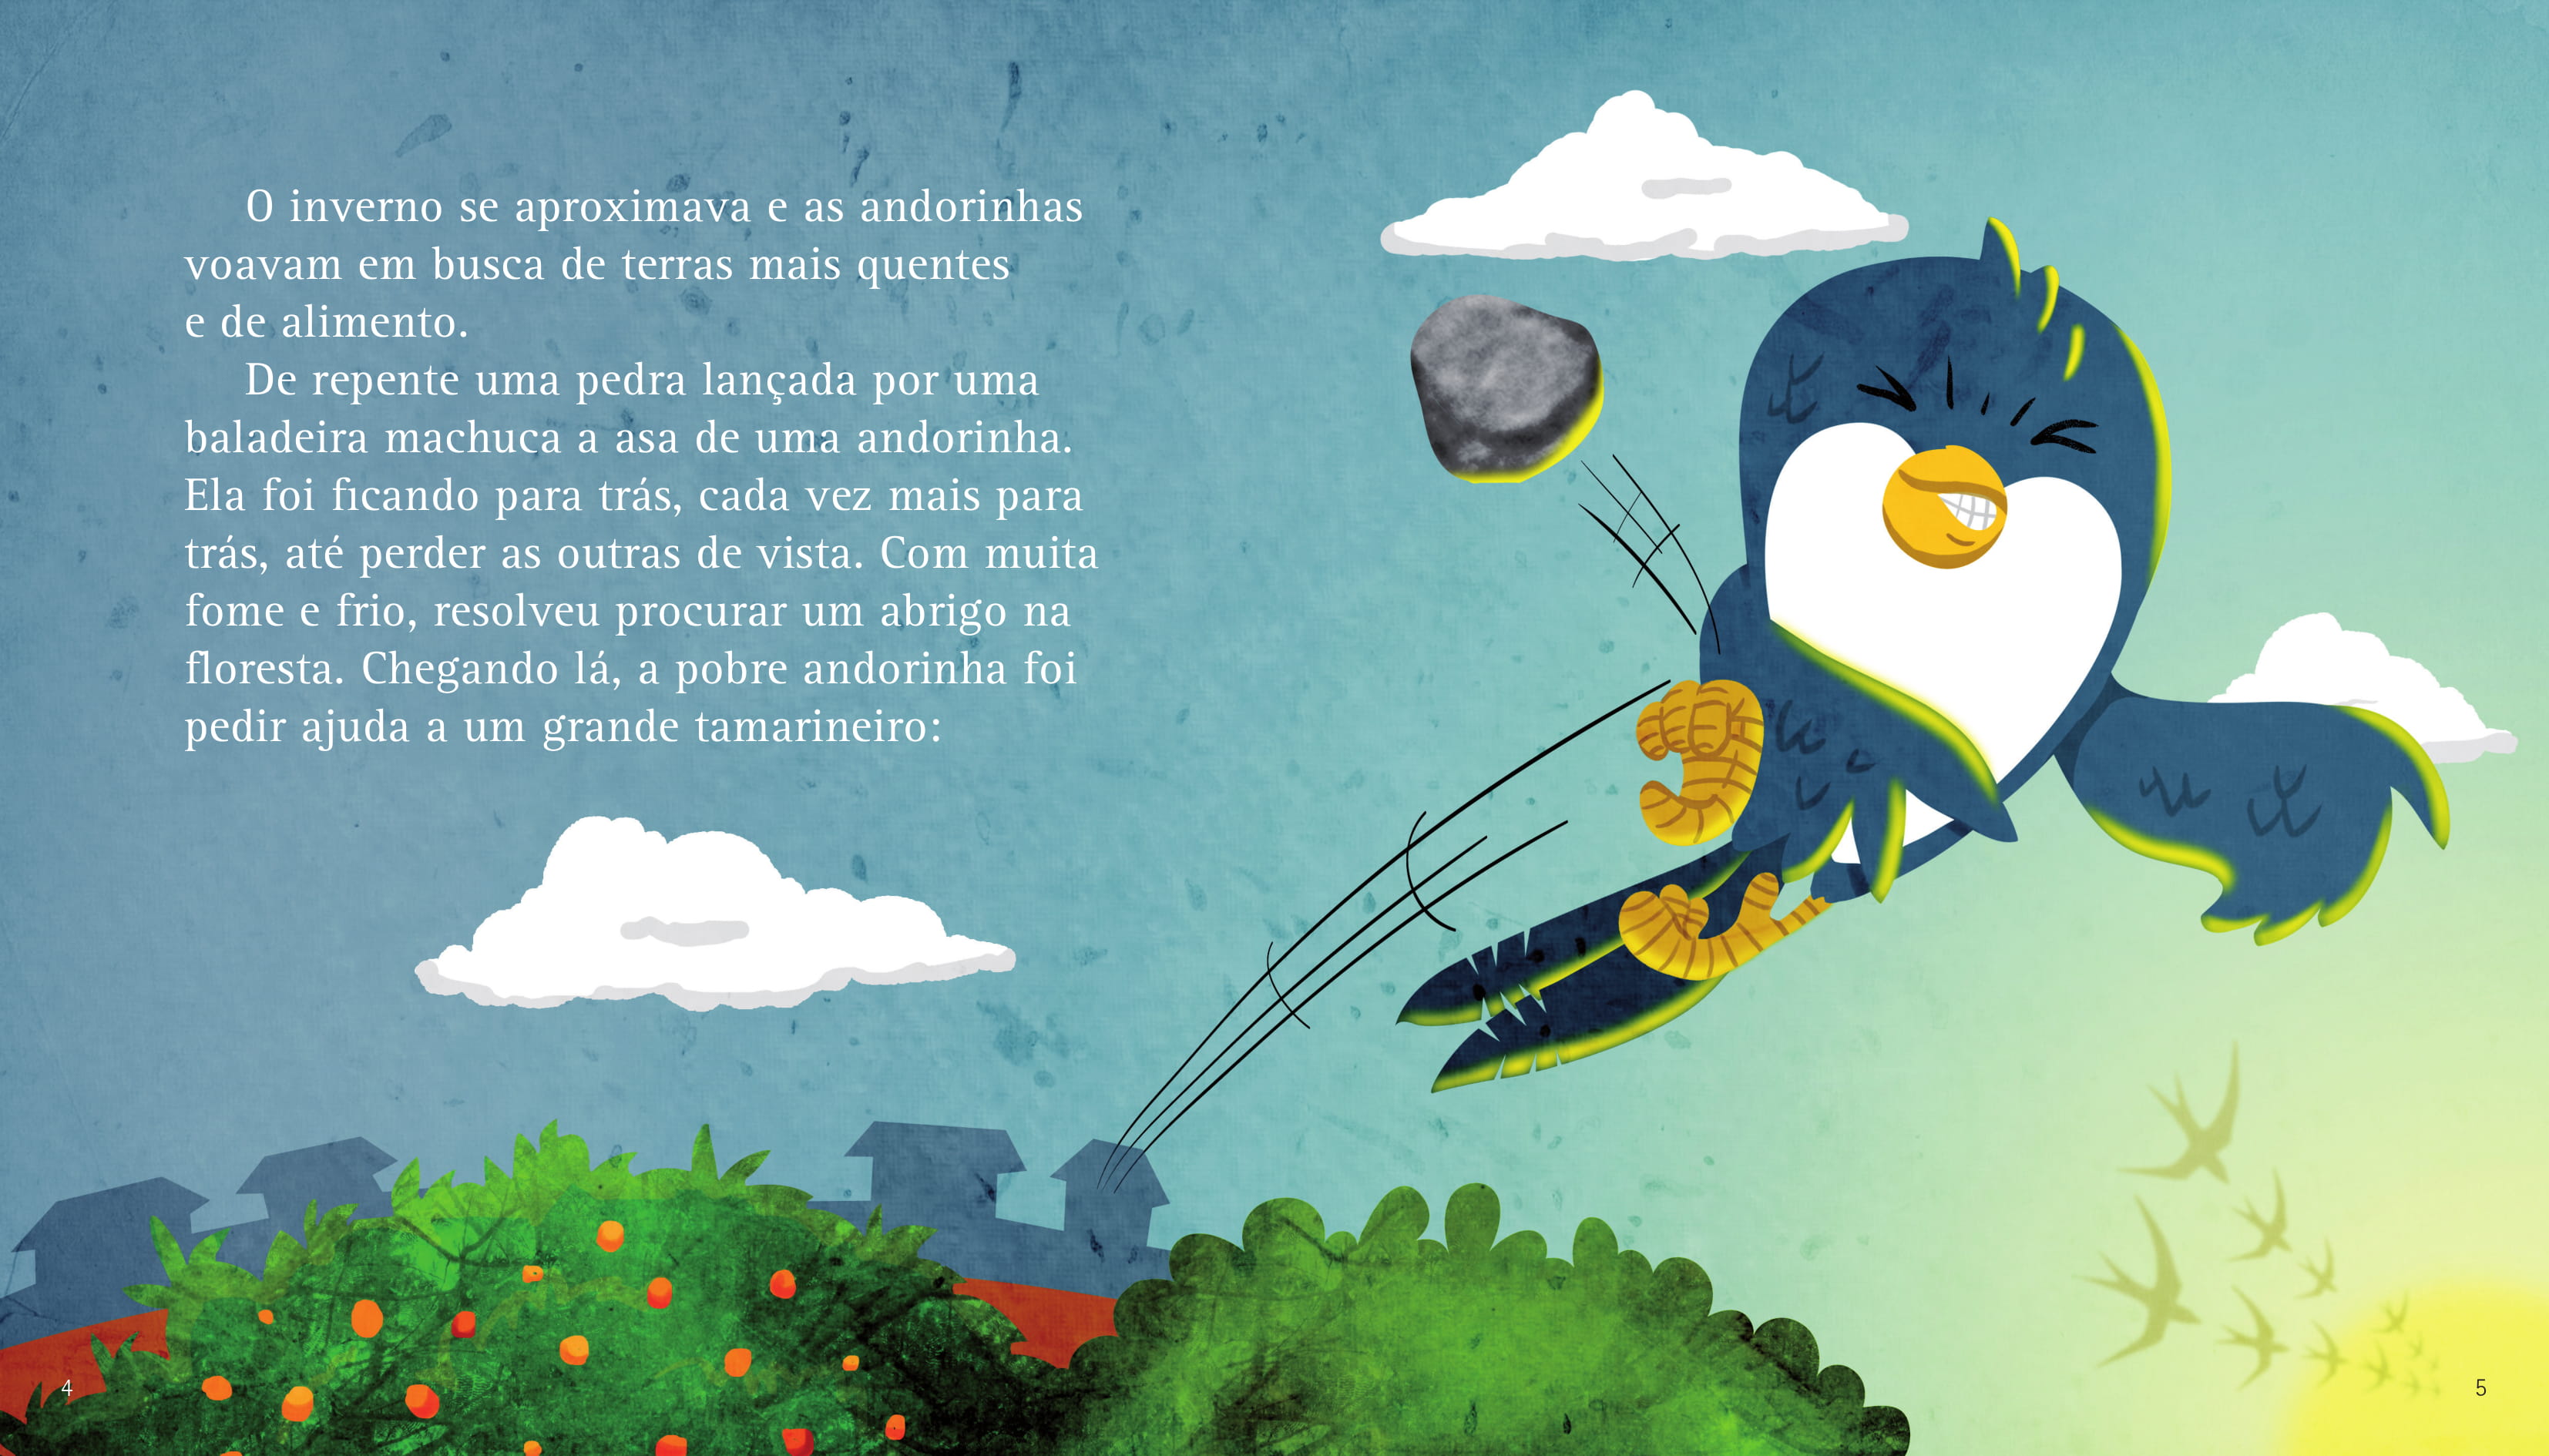 O inverno se aproximava e as andorinhas
voavam em busca de terras mais quentes
e de alimento.
De repente uma pedra lançada por uma
baladeira machuca a asa de uma andorinha.
Ela foi ficando para trás, cada vez mais para
trás, até perder as outras de vista. Com muita
fome e frio, resolveu procurar um abrigo na
floresta. Chegando lá, a pobre andorinha foi
pedir ajuda a um grande tamarineiro:
4
5